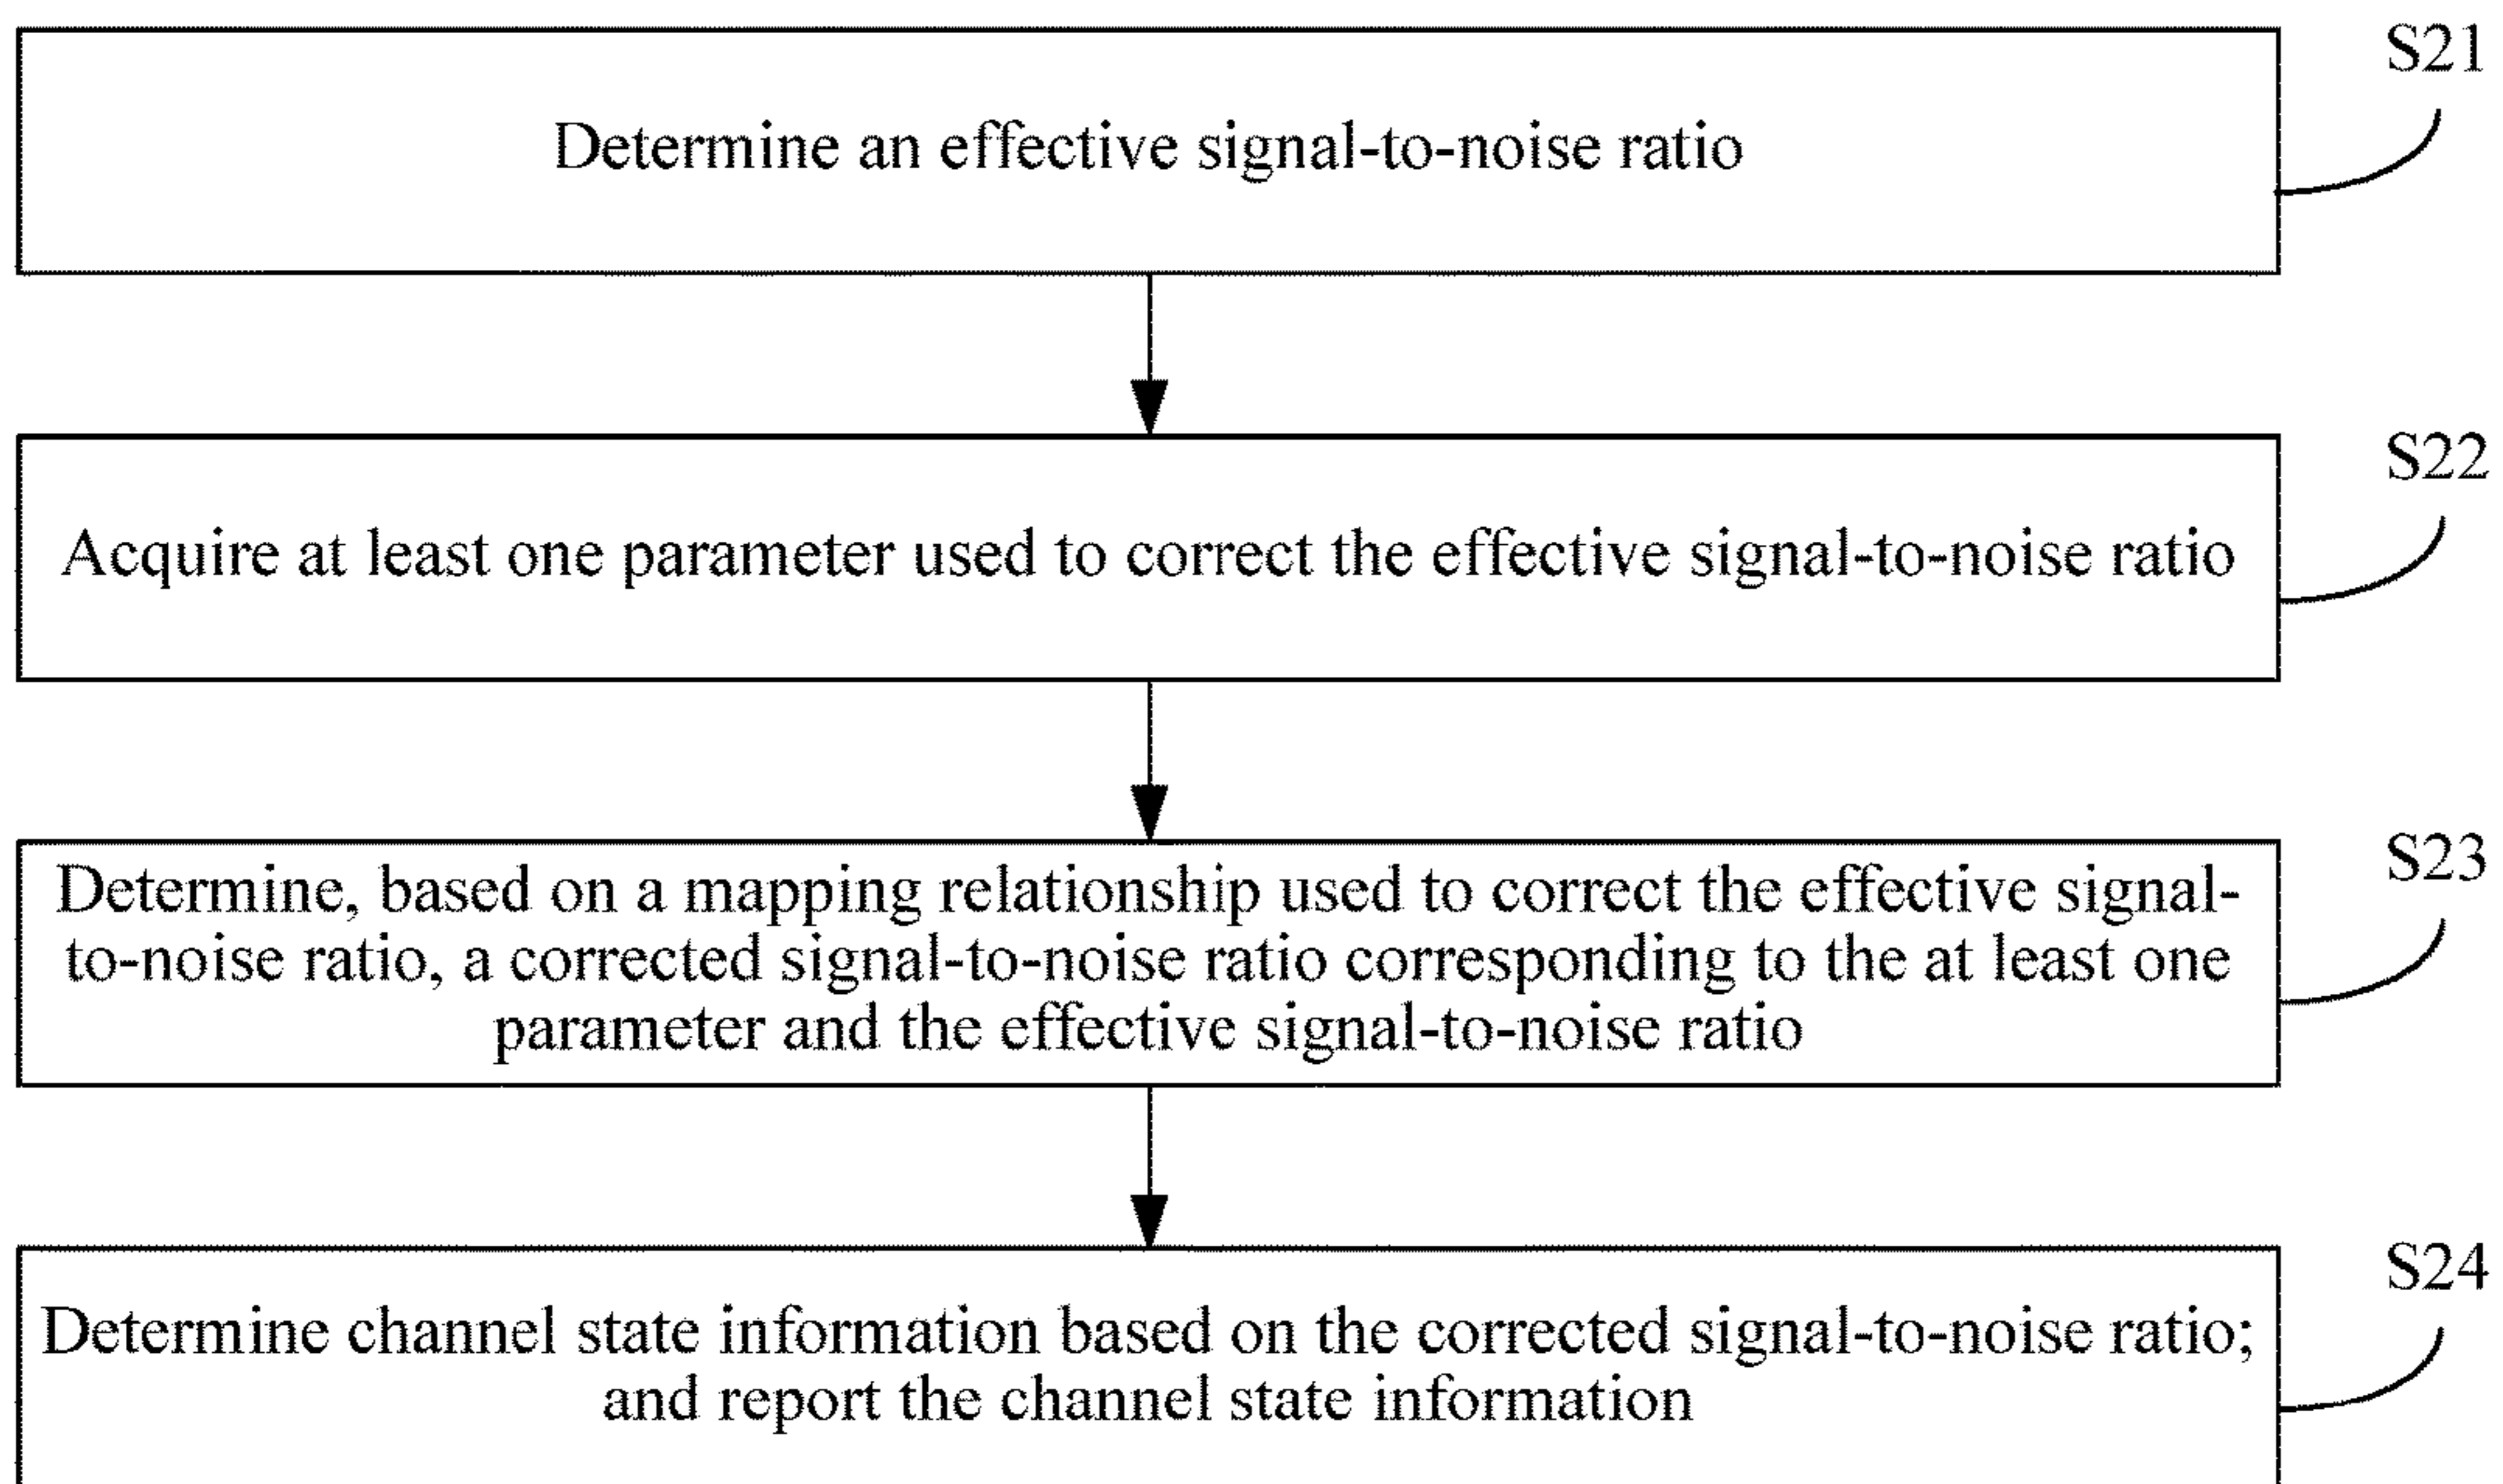 S21
Determine an effective signal-to-noise ratio
S22
Acquire at least one parameter used to correct the effective signal-to-noise ratio
S23
Determine, based on a mapping relationship used to correct the effective signal-
to-noise ratio, a corrected signal-to-noise ratio corresponding to the at least one
parameter and the effective signal-to-noise ratio
S24
Determine channel state information based on the corrected signal-to-noise ratio;
and report the channel state information